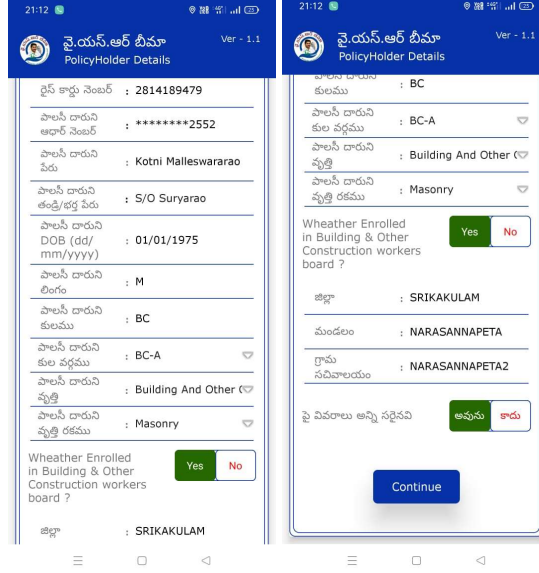 21:12
23
వై.యస్.ఆర్ బీమా
Ver - 1.1
PolicyHolder Details
రైస్ కార్డు నెంబర్ : 2814189479
పాలసీ దారుని
ఆధార్ నెంబర్ : ********2552
పాలసీ దారుని
పేరు : Kotni Malleswararao
పాలసీ దారుని
తండ్రి/భర్త పేరు : S/O Suryarao
పాలసీ దారుని
DOB (dd/
mm/yyyy) : 01/01/1975
పాలసీ దారుని
లింగం : M
పాలసీ దారుని
కులము : BC
పాలసీ దారుని
కుల వర్గము : BC-A
పాలసీ దారుని
వృత్తి : Building And Other (
పాలసీ దారుని
వృత్తి రకము : Masonry
Wheather Enrolled
in Building & Other
Construction workers
board ?
Yes No
జిల్లా : SRIKAKULAM
21:12
23
వై.యస్.ఆర్ బీమా
Ver - 1.1
PolicyHolder Details
పాలసీ దారుని
కులము : BC
పాలసీ దారుని
కుల వర్గము : BC-A
పాలసీ దారుని
వృత్తి : Building And Other (
పాలసీ దారుని
వృత్తి రకము : Masonry
Wheather Enrolled
in Building & Other
Construction workers
board ?
Yes No
జిల్లా : SRIKAKULAM
మండలం : NARASANNAPETA
గ్రామ
సచివాలయం : NARASANNAPETA2
పై వివరాలు అన్ని సరైనవి
అవును కాదు
Continue